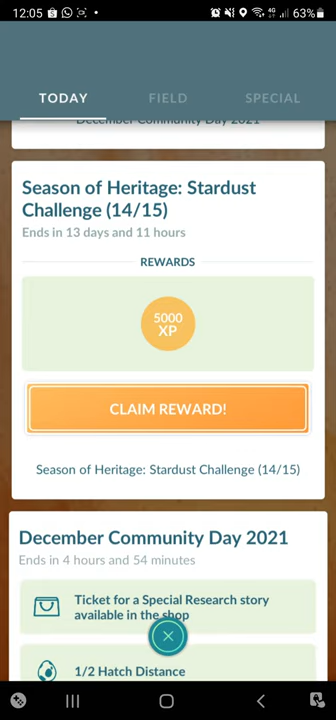 12:05
63%
TODAY
FIELD
SPECIAL
December Community Day 2021
Season of Heritage: Stardust
Challenge (14/15)
Ends in 13 days and 11 hours
REWARDS
5000
XP
CLAIM REWARD!
Season of Heritage: Stardust Challenge (14/15)
December Community Day 2021
Ends in 4 hours and 54 minutes
Ticket for a Special Research story
available in the shop
1/2 Hatch Distance